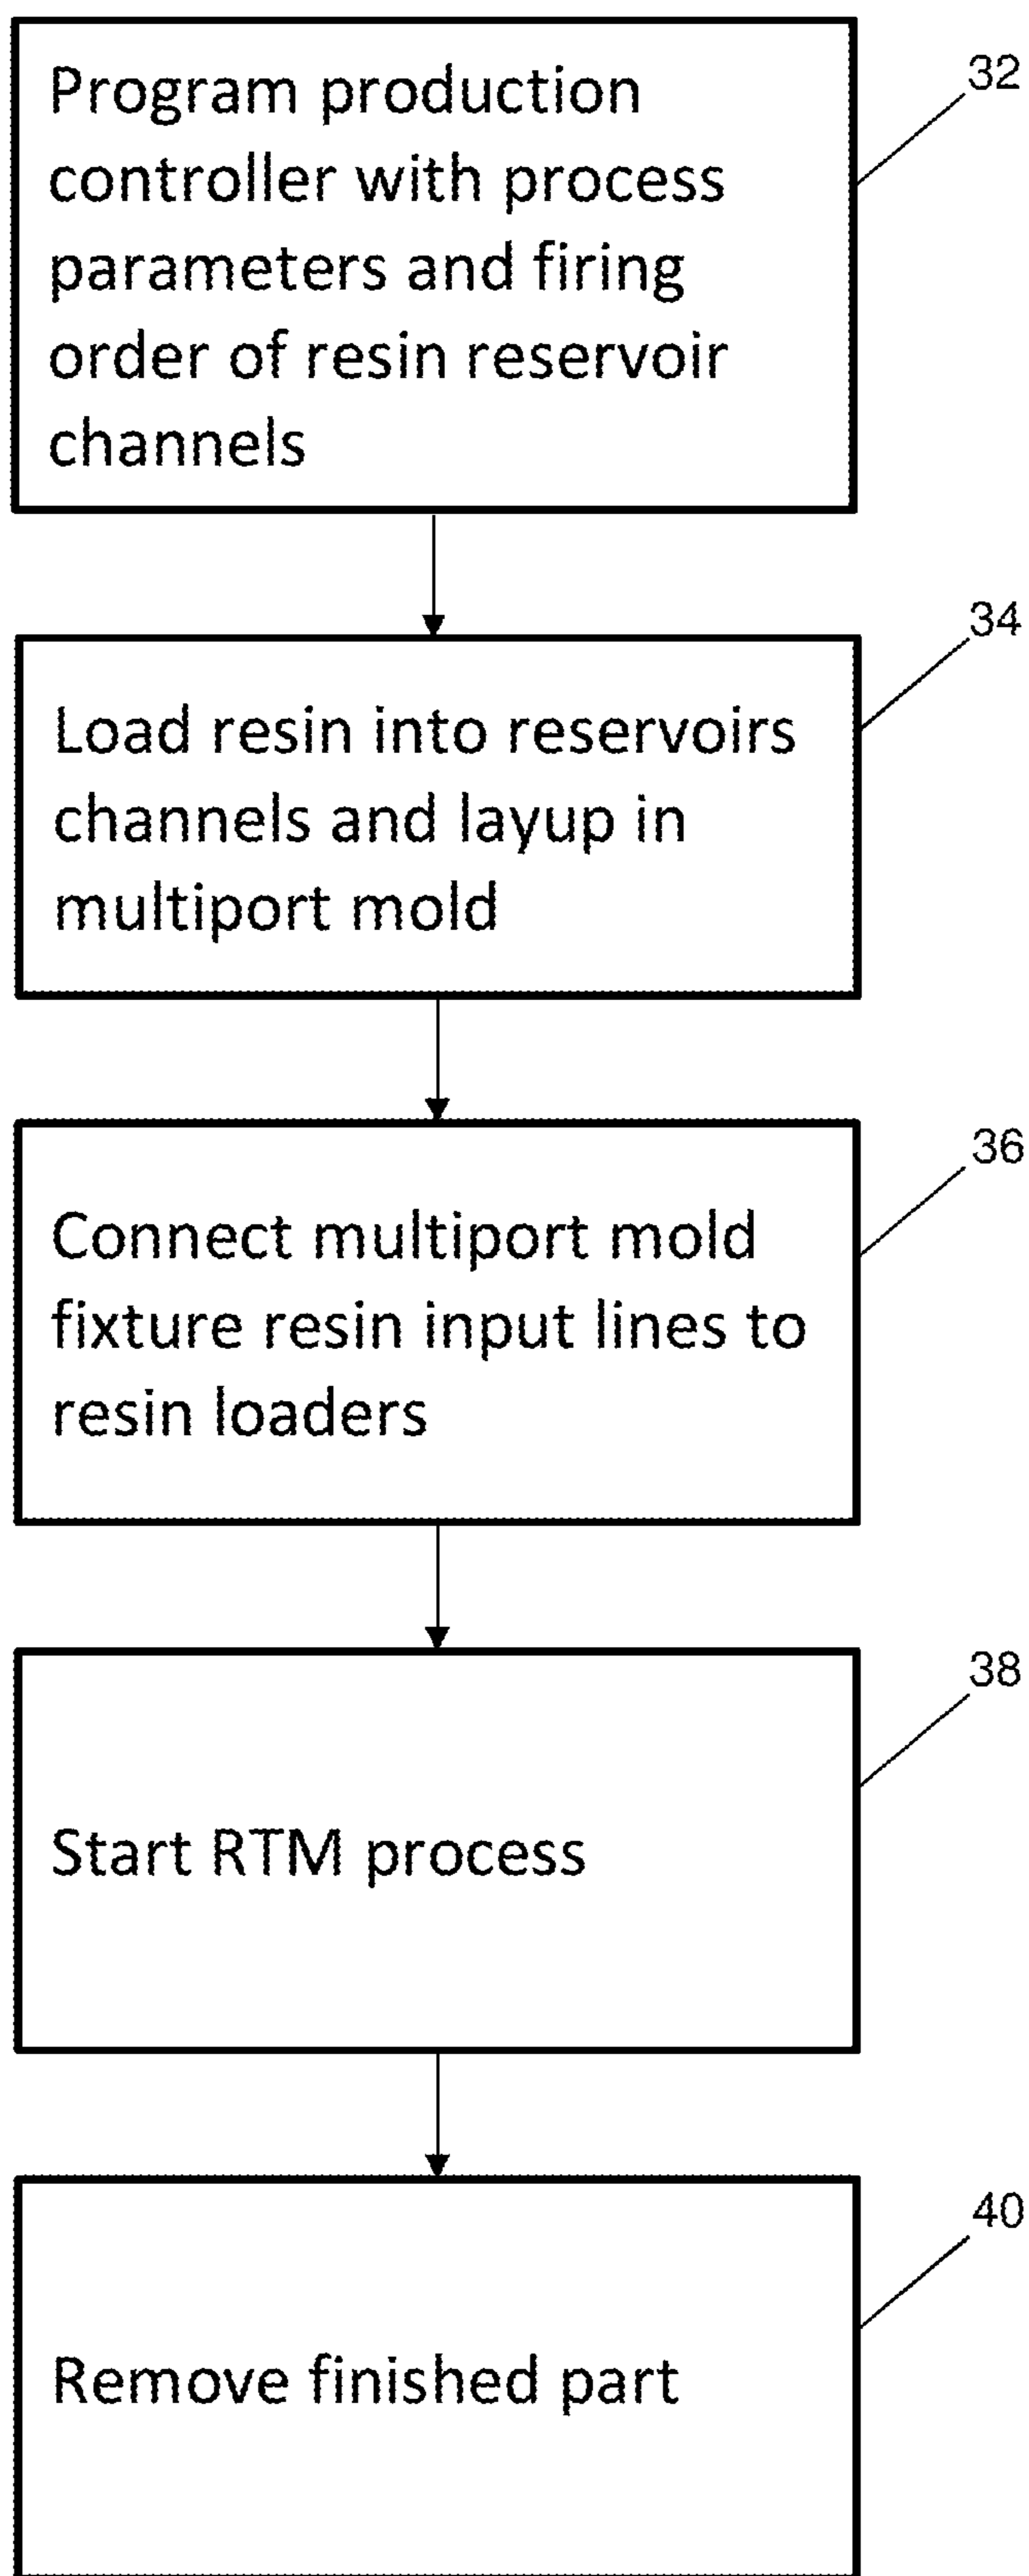 Program production
controller with process
parameters and firing
order of resin reservoir
channels
32
Load resin into reservoirs
channels and layup in
multiport mold
34
Connect multiport mold
fixture resin input lines to
resin loaders
36
Start RTM process
38
Remove finished part
40